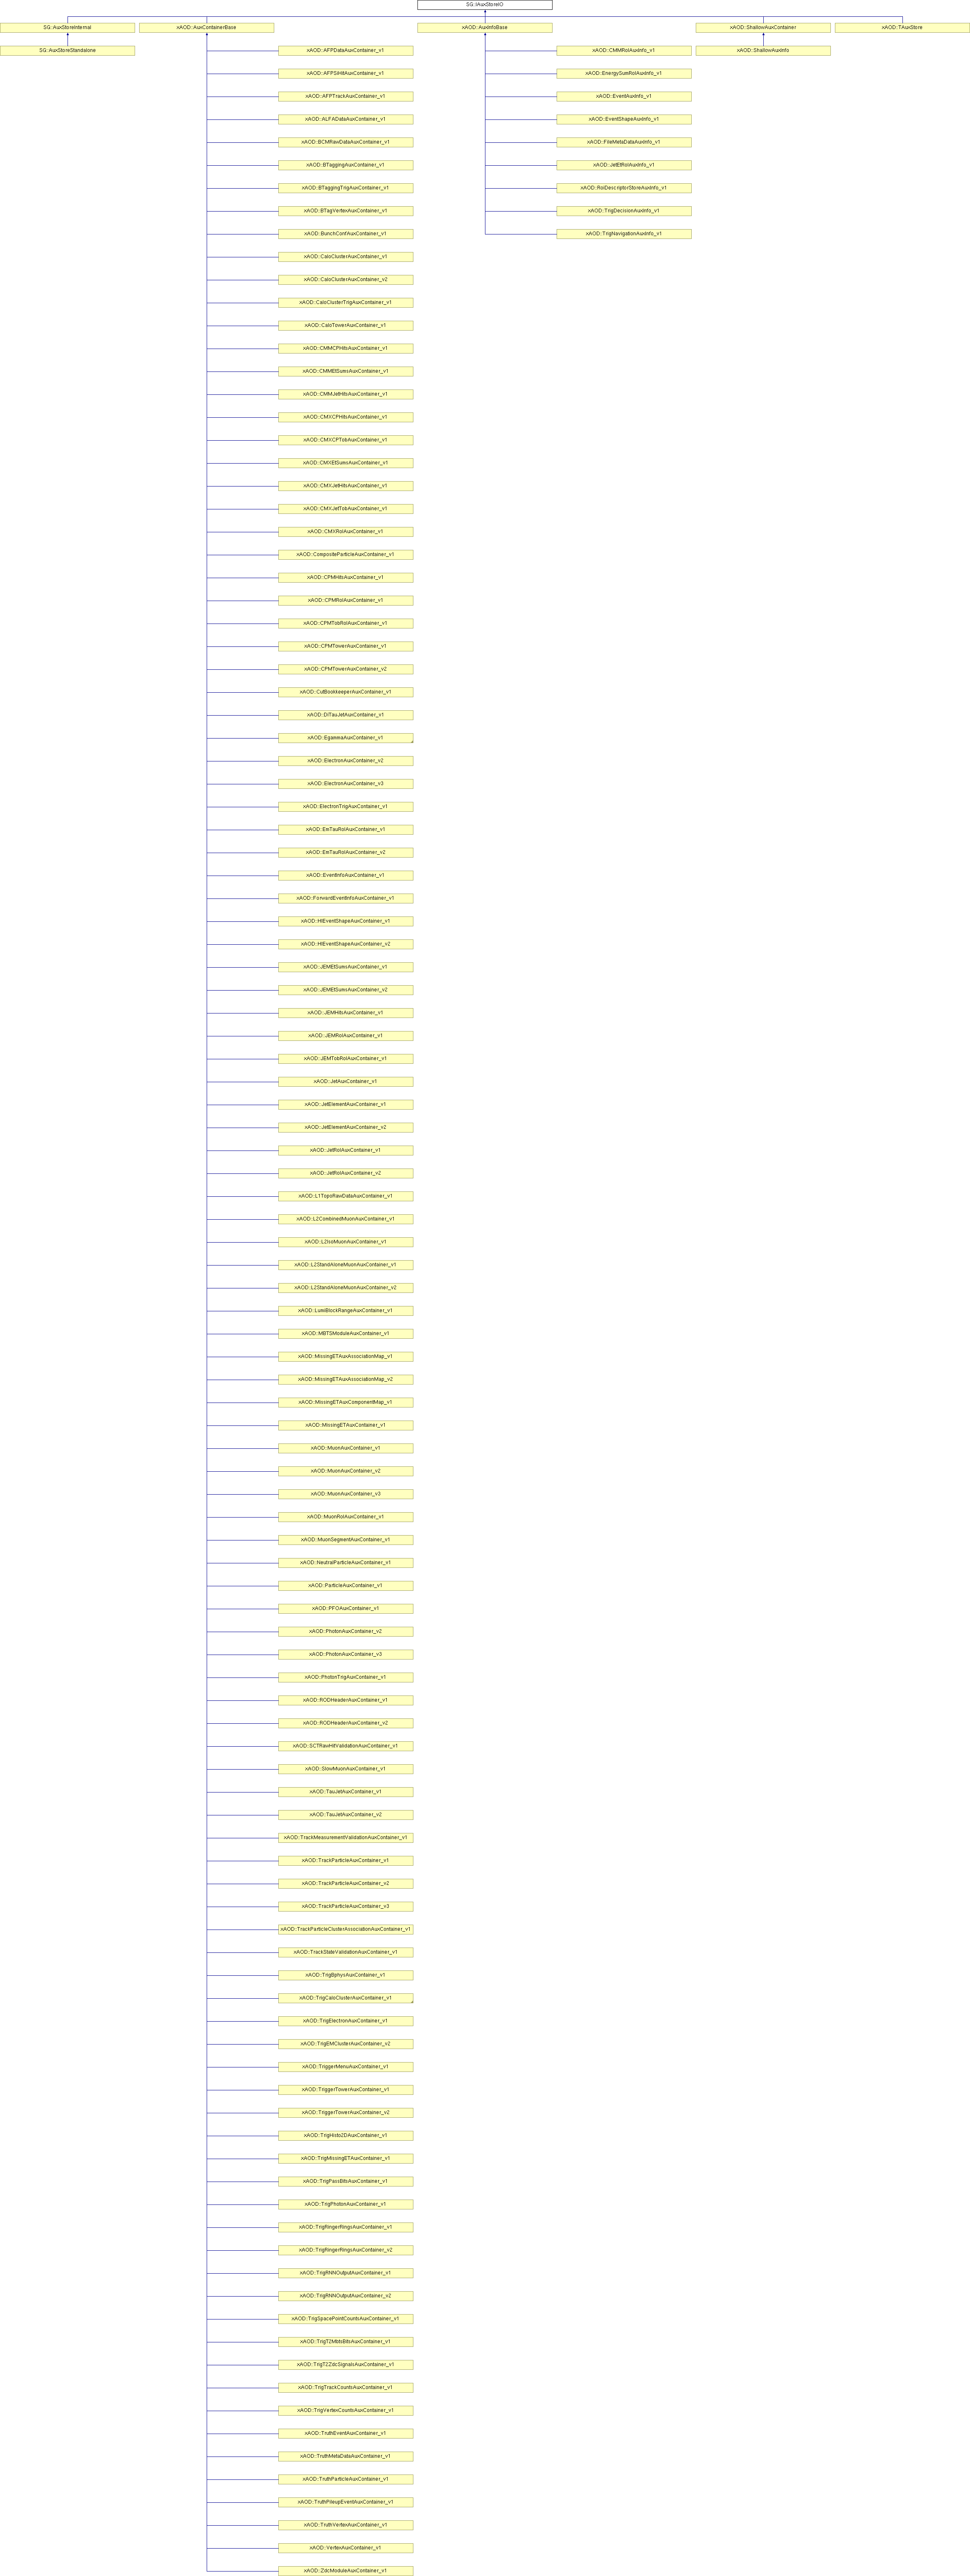 SG::IAuxStoreIO
SG::AuxStoreInternal
xAOD::AuxContainerBase
xAOD::AuxInfoBase
xAOD::ShallowAuxContainer
xAOD::TAuxStore
SG::AuxStoreStandalone
xAOD::AFPDataAuxContainer_v1
xAOD::CMMRoIAuxInfo_v1
xAOD::ShallowAuxInfo
xAOD::AFPSiHitAuxContainer_v1
xAOD::EnergySumRoIAuxInfo_v1
xAOD::AFPTrackAuxContainer_v1
xAOD::EventAuxInfo_v1
xAOD::ALFADataAuxContainer_v1
xAOD::EventShapeAuxInfo_v1
xAOD::BCMRawDataAuxContainer_v1
xAOD::FileMetaDataAuxInfo_v1
xAOD::BTaggingAuxContainer_v1
xAOD::JetEtRoIAuxInfo_v1
xAOD::BTaggingTrigAuxContainer_v1
xAOD::RoIDescriptorStoreAuxInfo_v1
xAOD::BTagVertexAuxContainer_v1
xAOD::TrigDecisionAuxInfo_v1
xAOD::BunchConfAuxContainer_v1
xAOD::TrigNavigationAuxInfo_v1
xAOD::CaloClusterAuxContainer_v1
xAOD::CaloClusterAuxContainer_v2
xAOD::CaloClusterTrigAuxContainer_v1
xAOD::CaloTowerAuxContainer_v1
xAOD::CMMCPHitsAuxContainer_v1
xAOD::CMMEtSumsAuxContainer_v1
xAOD::CMMJetHitsAuxContainer_v1
xAOD::CMXCPHitsAuxContainer_v1
xAOD::CMXCPTobAuxContainer_v1
xAOD::CMXEtSumsAuxContainer_v1
xAOD::CMXJetHitsAuxContainer_v1
xAOD::CMXJetTobAuxContainer_v1
xAOD::CMXRoIAuxContainer_v1
xAOD::CompositeParticleAuxContainer_v1
xAOD::CPMHitsAuxContainer_v1
xAOD::CPMRoIAuxContainer_v1
xAOD::CPMTobRoIAuxContainer_v1
xAOD::CPMTowerAuxContainer_v1
xAOD::CPMTowerAuxContainer_v2
xAOD::CutBookkeeperAuxContainer_v1
xAOD::DiTauJetAuxContainer_v1
xAOD::EgammaAuxContainer_v1
xAOD::ElectronAuxContainer_v2
xAOD::ElectronAuxContainer_v3
xAOD::ElectronTrigAuxContainer_v1
xAOD::EmTauRoIAuxContainer_v1
xAOD::EmTauRoIAuxContainer_v2
xAOD::EventInfoAuxContainer_v1
xAOD::ForwardEventInfoAuxContainer_v1
xAOD::HIEventShapeAuxContainer_v1
xAOD::HIEventShapeAuxContainer_v2
xAOD::JEMEtSumsAuxContainer_v1
xAOD::JEMEtSumsAuxContainer_v2
xAOD::JEMHitsAuxContainer_v1
xAOD::JEMRoIAuxContainer_v1
xAOD::JEMTobRoIAuxContainer_v1
xAOD::JetAuxContainer_v1
xAOD::JetElementAuxContainer_v1
xAOD::JetElementAuxContainer_v2
xAOD::JetRoIAuxContainer_v1
xAOD::JetRoIAuxContainer_v2
xAOD::L1TopoRawDataAuxContainer_v1
xAOD::L2CombinedMuonAuxContainer_v1
xAOD::L2IsoMuonAuxContainer_v1
xAOD::L2StandAloneMuonAuxContainer_v1
xAOD::L2StandAloneMuonAuxContainer_v2
xAOD::LumiBlockRangeAuxContainer_v1
xAOD::MBTSModuleAuxContainer_v1
xAOD::MissingETAuxAssociationMap_v1
xAOD::MissingETAuxAssociationMap_v2
xAOD::MissingETAuxComponentMap_v1
xAOD::MissingETAuxContainer_v1
xAOD::MuonAuxContainer_v1
xAOD::MuonAuxContainer_v2
xAOD::MuonAuxContainer_v3
xAOD::MuonRoIAuxContainer_v1
xAOD::MuonSegmentAuxContainer_v1
xAOD::NeutralParticleAuxContainer_v1
xAOD::ParticleAuxContainer_v1
xAOD::PFOAuxContainer_v1
xAOD::PhotonAuxContainer_v2
xAOD::PhotonAuxContainer_v3
xAOD::PhotonTrigAuxContainer_v1
xAOD::RODHeaderAuxContainer_v1
xAOD::RODHeaderAuxContainer_v2
xAOD::SCTRawHitValidationAuxContainer_v1
xAOD::SlowMuonAuxContainer_v1
xAOD::TauJetAuxContainer_v1
xAOD::TauJetAuxContainer_v2
xAOD::TrackMeasurementValidationAuxContainer_v1
xAOD::TrackParticleAuxContainer_v1
xAOD::TrackParticleAuxContainer_v2
xAOD::TrackParticleAuxContainer_v3
xAOD::TrackParticleClusterAssociationAuxContainer_v1
xAOD::TrackStateValidationAuxContainer_v1
xAOD::TrigBphysAuxContainer_v1
xAOD::TrigCaloClusterAuxContainer_v1
xAOD::TrigElectronAuxContainer_v1
xAOD::TrigEMClusterAuxContainer_v2
xAOD::TriggerMenuAuxContainer_v1
xAOD::TriggerTowerAuxContainer_v1
xAOD::TriggerTowerAuxContainer_v2
xAOD::TrigHisto2DAuxContainer_v1
xAOD::TrigMissingETAuxContainer_v1
xAOD::TrigPassBitsAuxContainer_v1
xAOD::TrigPhotonAuxContainer_v1
xAOD::TrigRingerRingsAuxContainer_v1
xAOD::TrigRingerRingsAuxContainer_v2
xAOD::TrigRNNOutputAuxContainer_v1
xAOD::TrigRNNOutputAuxContainer_v2
xAOD::TrigSpacePointCountsAuxContainer_v1
xAOD::TrigT2MbtsBitsAuxContainer_v1
xAOD::TrigT2ZdcSignalsAuxContainer_v1
xAOD::TrigTrackCountsAuxContainer_v1
xAOD::TrigVertexCountsAuxContainer_v1
xAOD::TruthEventAuxContainer_v1
xAOD::TruthMetaDataAuxContainer_v1
xAOD::TruthParticleAuxContainer_v1
xAOD::TruthPileupEventAuxContainer_v1
xAOD::TruthVertexAuxContainer_v1
xAOD::VertexAuxContainer_v1
xAOD::ZdcModuleAuxContainer_v1